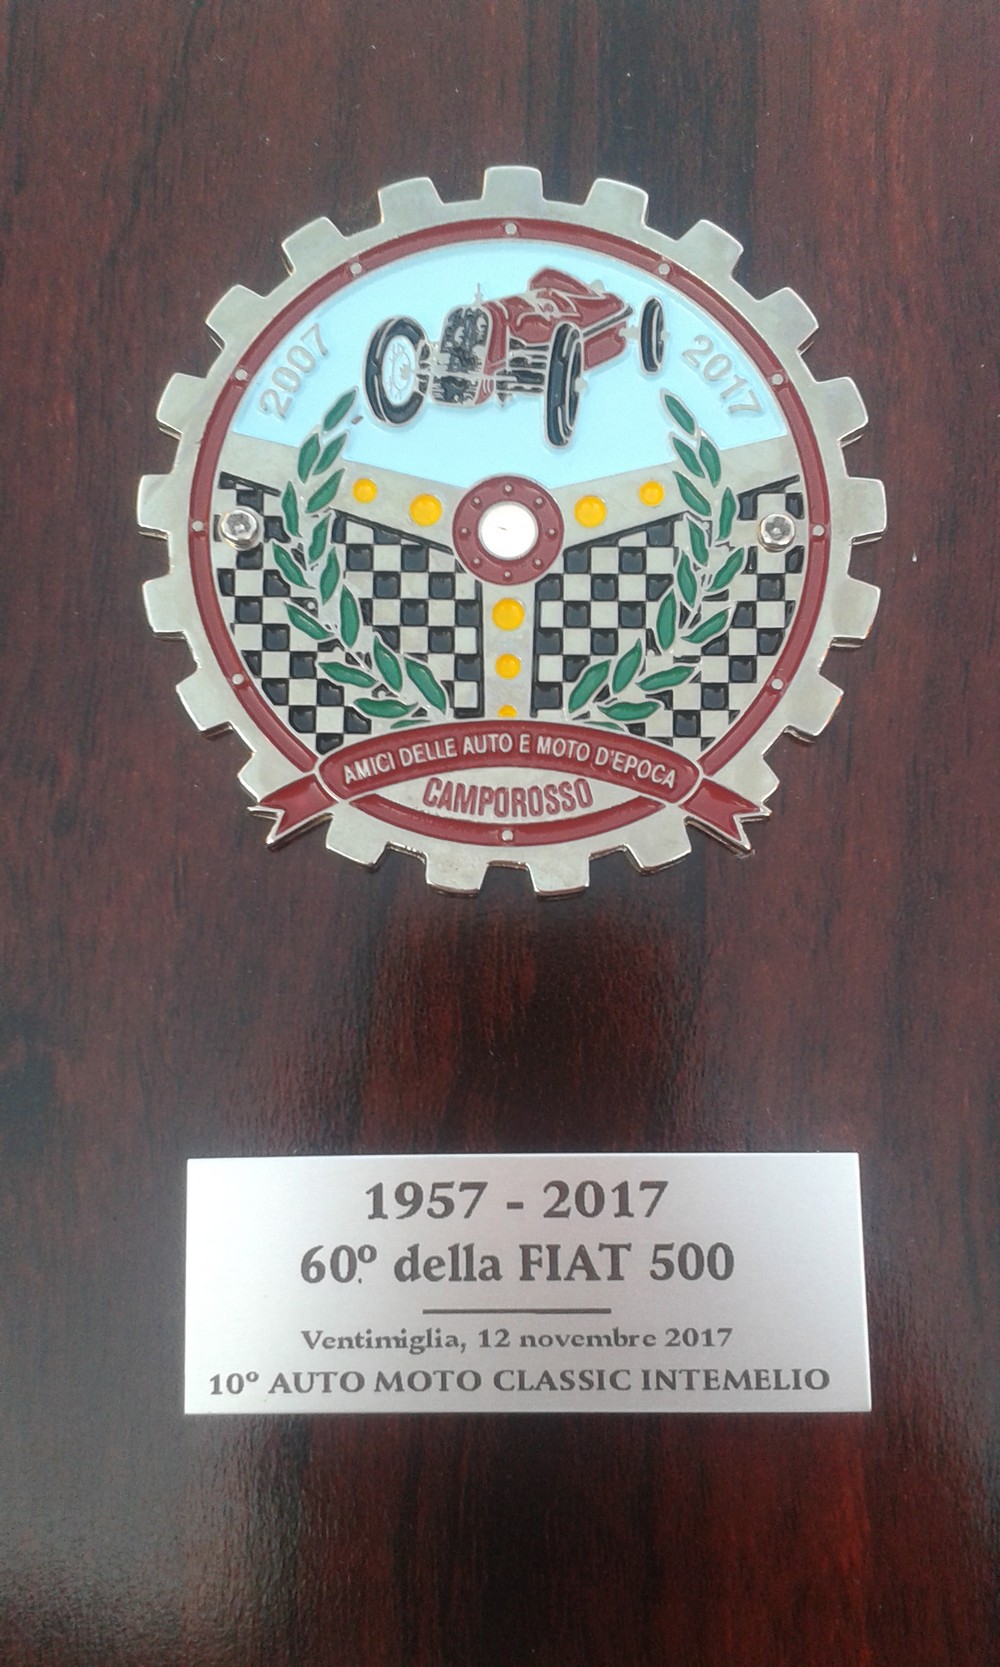 2007
2017
AMICI DELLE AUTO E MOTO D'EPOCA
CAMPOROSSO
1957 - 2017
60.º della FIAT 500
Ventimiglia, 12 novembre 2017
10º AUTO MOTO CLASSIC INTEMELIO